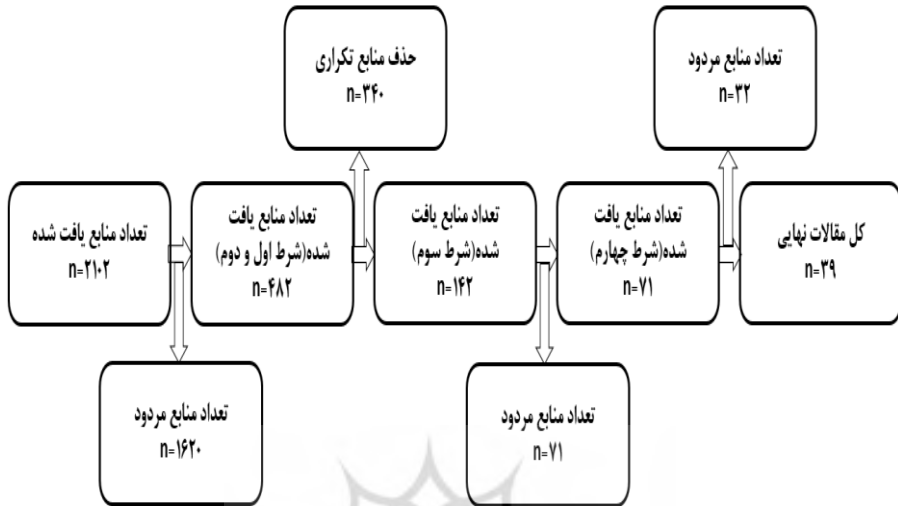 حذف منابع تکراری
n=۳۴۰
تعداد منابع مردود
n=۳۲
تعداد منابع یافت شده
n=۲۱۰۲
تعداد منابع یافت
شده(شرط اول و دوم)
n=۴۸۲
تعداد منابع یافت
شده(شرط سوم)
n=۱۴۲
تعداد منابع یافت
شده(شرط چهارم)
n=۷۱
کل مقالات نهایی
n=۳۹
تعداد منابع مردود
n=۱۶۲۰
تعداد منابع مردود
n=۷۱